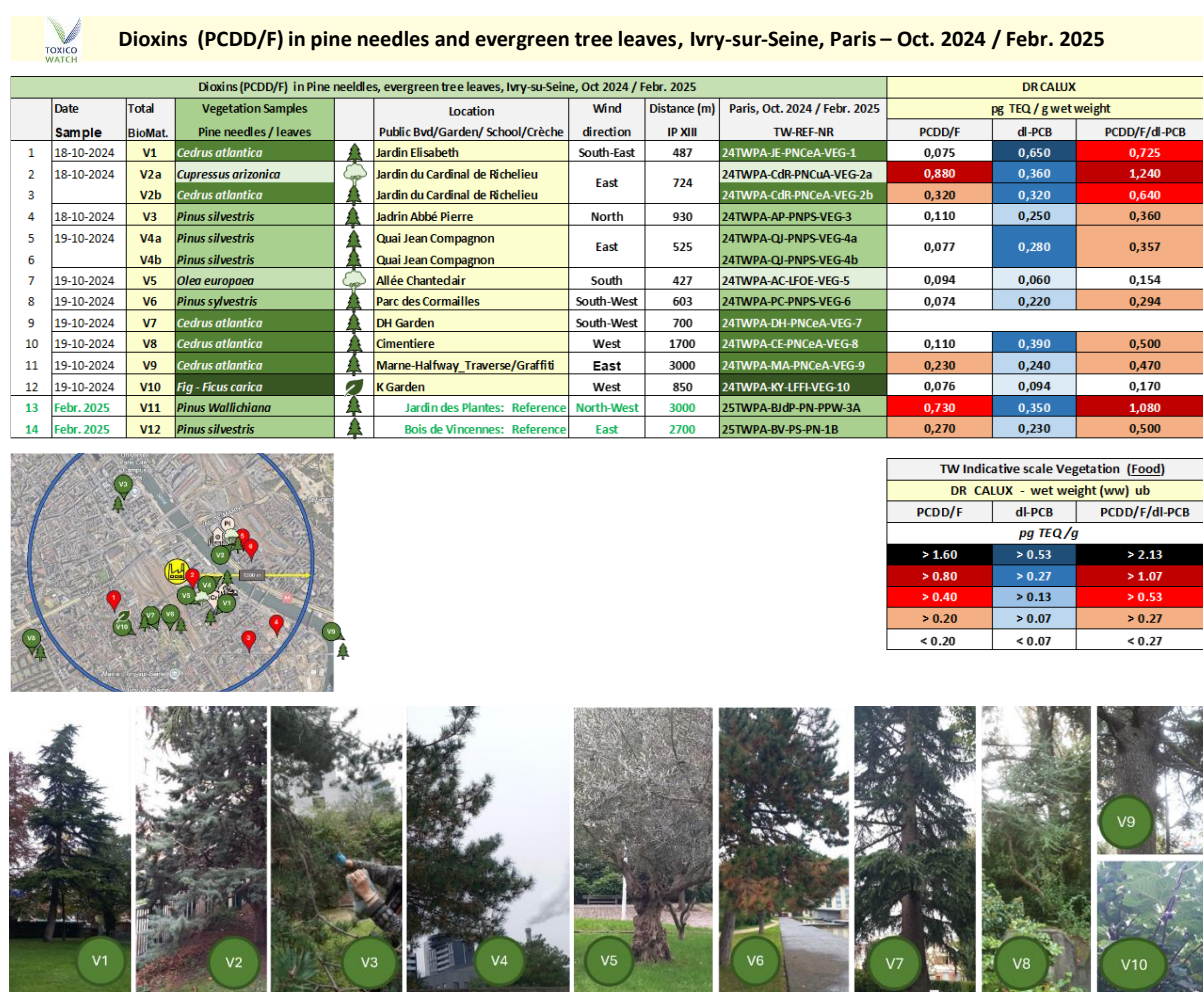 TOXICO
WATCH
Dioxins (PCDD/F) in pine needles and evergreen tree leaves, Ivry-sur-Seine, Paris – Oct. 2024 / Febr. 2025
Dioxins (PCDD/F) in Pine neeldles, evergreen tree leaves, Ivry-su-Seine, Oct 2024 / Febr. 2025 DR CALUX
Date Total Vegetation Samples Location Wind Distance (m) Paris, Oct. 2024 / Febr. 2025 pg TEQ / g wet weight
Sample BioMat. Pine needles / leaves Public Bvd/Garden/ School/Crèche direction IP XIII TW-REF-NR PCDD/F dl-PCB PCDD/F/dl-PCB
1 18-10-2024 V1 Cedrus atlantica Jardin Elisabeth South-East 487 24TWPA-JE-PNCeA-VEG-1 0,075 0,650 0,725
2 18-10-2024 V2a Cupressus arizonica Jardin du Cardinal de Richelieu East 724 24TWPA-CdR-PNCuA-VEG-2a 0,880 0,360 1,240
3 V2b Cedrus atlantica Jardin du Cardinal de Richelieu 24TWPA-CdR-PNCeA-VEG-2b 0,320 0,320 0,640
4 18-10-2024 V3 Pinus silvestris Jadrin Abbé Pierre North 930 24TWPA-AP-PNPS-VEG-3 0,110 0,250 0,360
5 19-10-2024 V4a Pinus silvestris Quai Jean Compagnon East 525 24TWPA-QJ-PNPS-VEG-4a 0,077 0,280 0,357
6 V4b Pinus silvestris Quai Jean Compagnon 24TWPA-QJ-PNPS-VEG-4b
7 19-10-2024 V5 Olea europaea Allée Chanteclair South 427 24TWPA-AC-LFOE-VEG-5 0,094 0,060 0,154
8 19-10-2024 V6 Pinus sylvestris Parc des Cormailles South-West 603 24TWPA-PC-PNPS-VEG-6 0,074 0,220 0,294
9 19-10-2024 V7 Cedrus atlantica DH Garden South-West 700 24TWPA-DH-PNCeA-VEG-7
10 19-10-2024 V8 Cedrus atlantica Cimentiere West 1700 24TWPA-CE-PNCeA-VEG-8 0,110 0,390 0,500
11 19-10-2024 V9 Cedrus atlantica Marne-Halfway_Traverse/Graffiti East 3000 24TWPA-MA-PNCeA-VEG-9 0,230 0,240 0,470
12 19-10-2024 V10 Fig - Ficus carica K Garden West 850 24TWPA-KY-LFFI-VEG-10 0,076 0,094 0,170
13 Febr. 2025 V11 Pinus Wallichiana Jardin des Plantes: Reference North-West 3000 25TWPA-BJdP-PN-PPW-3A 0,730 0,350 1,080
14 Febr. 2025 V12 Pinus silvestris Bois de Vincennes: Reference East 2700 25TWPA-BV-PS-PN-1B 0,270 0,230 0,500
TW Indicative scale Vegetation (Food)
DR CALUX - wet weight (ww) ub
PCDD/F dl-PCB PCDD/F/dl-PCB
pg TEQ/g
> 1.60 > 0.53 > 2.13
> 0.80 > 0.27 > 1.07
> 0.40 > 0.13 > 0.53
> 0.20 > 0.07 > 0.27
< 0.20 < 0.07 < 0.27
V3
Pl
5
6
V2
2
1200 m
V4
V5
V1
1
V7 V6
V10
4
3
V8
V9
V1 V2 V3 V4 V5 V6 V7 V8 V9
V10